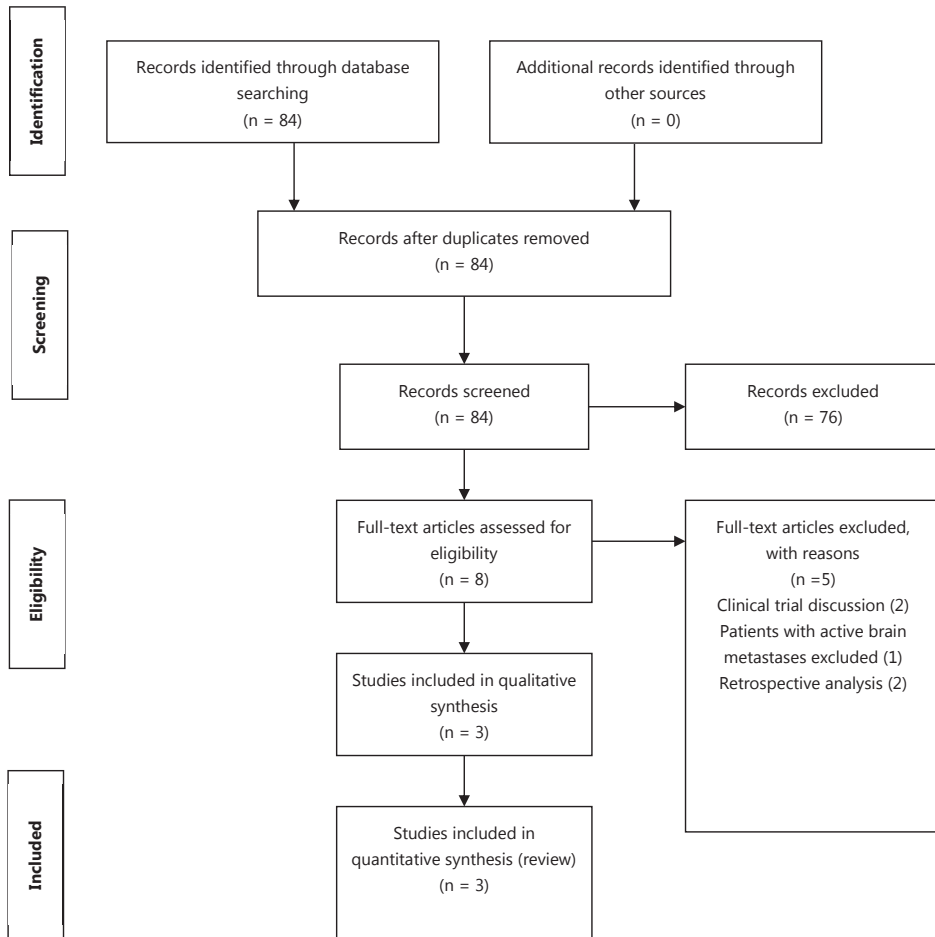 Identification
Records identified through database
searching
(n = 84)
Additional records identified through
other sources
(n = 0)
Screening
Records after duplicates removed
(n = 84)
Records screened
(n = 84)
Records excluded
(n = 76)
Eligibility
Full-text articles assessed for
eligibility
(n = 8)
Full-text articles excluded,
with reasons
(n =5)
Clinical trial discussion (2)
Patients with active brain
metastases excluded (1)
Retrospective analysis (2)
Studies included in qualitative
synthesis
(n = 3)
Included
Studies included in
quantitative synthesis (review)
(n = 3)